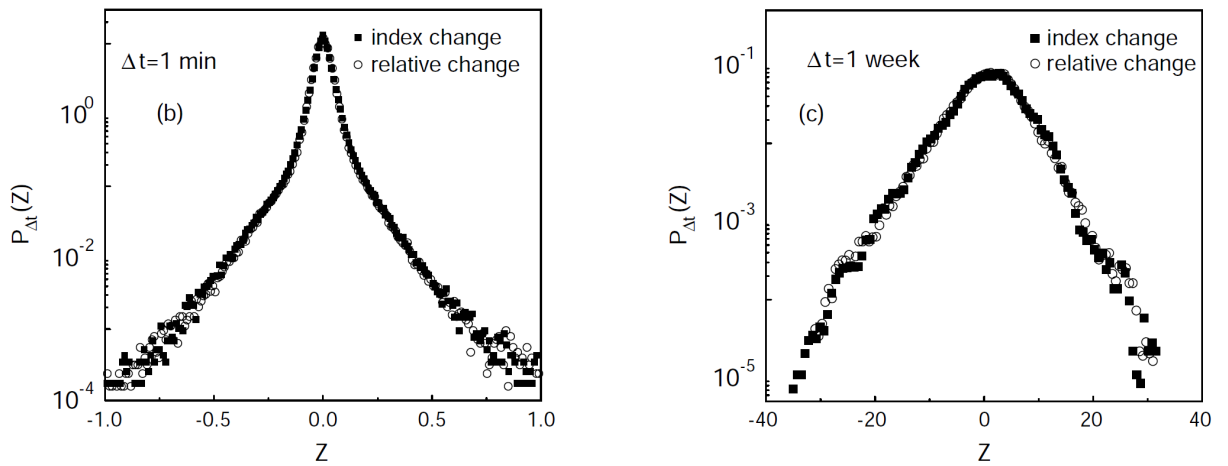 Δt=1 min
■ index change
○ relative change
(b)
10^0
10^-2
10^-4
P_Δt(Z)
-1.0 -0.5 0.0 0.5 1.0
Z
Δt=1 week
■ index change
○ relative change
(c)
10^-1
10^-3
10^-5
P_Δt(Z)
-40 -20 0 20 40
Z